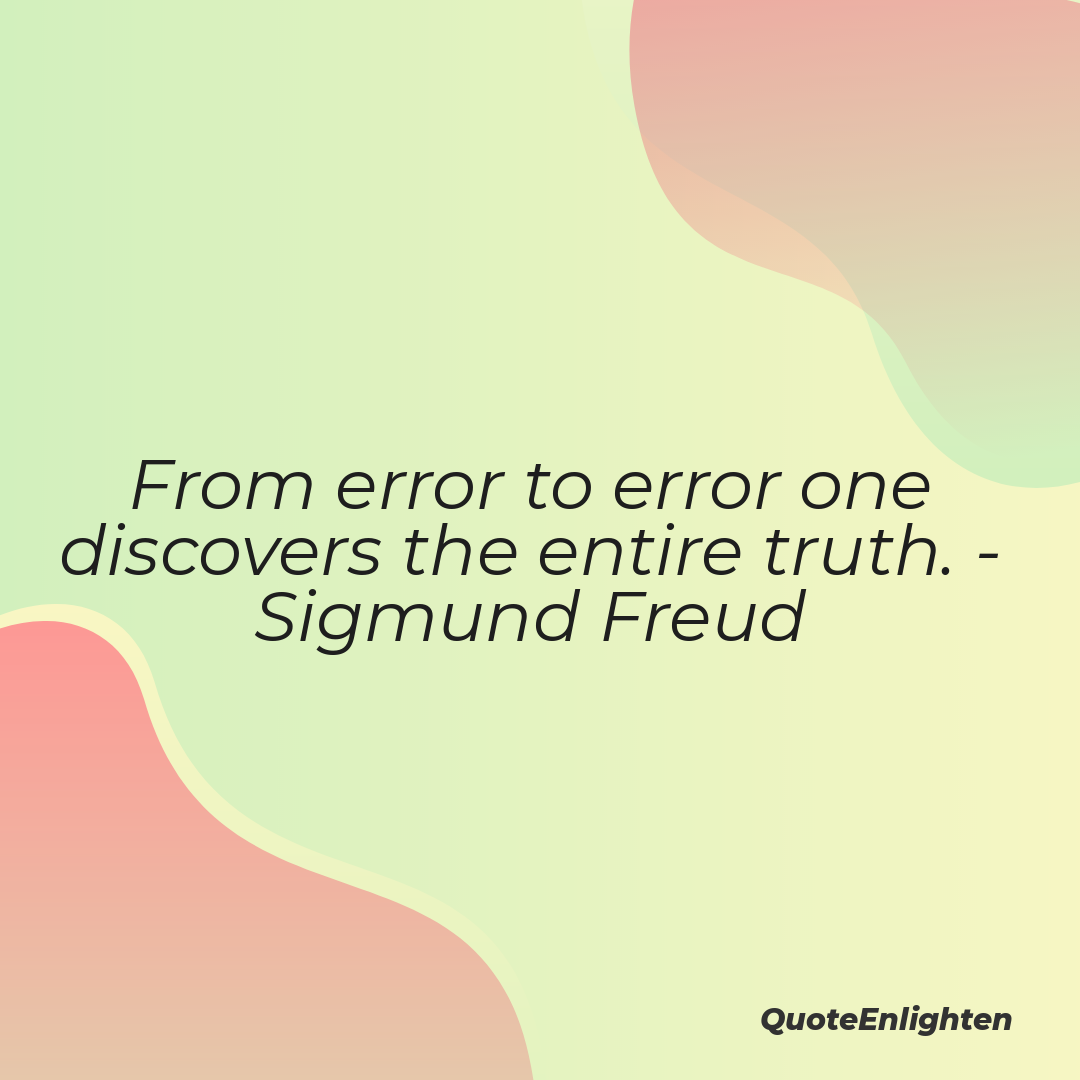 From error to error one
discovers the entire truth. -
Sigmund Freud
QuoteEnlighten